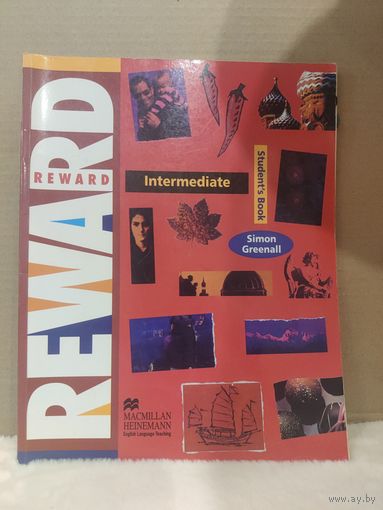 REWARD
REWARD
Intermediate
Student's Book
Simon
Greenall
MACMILLAN
HEINEMANN
English Language Teaching
www.ay.by